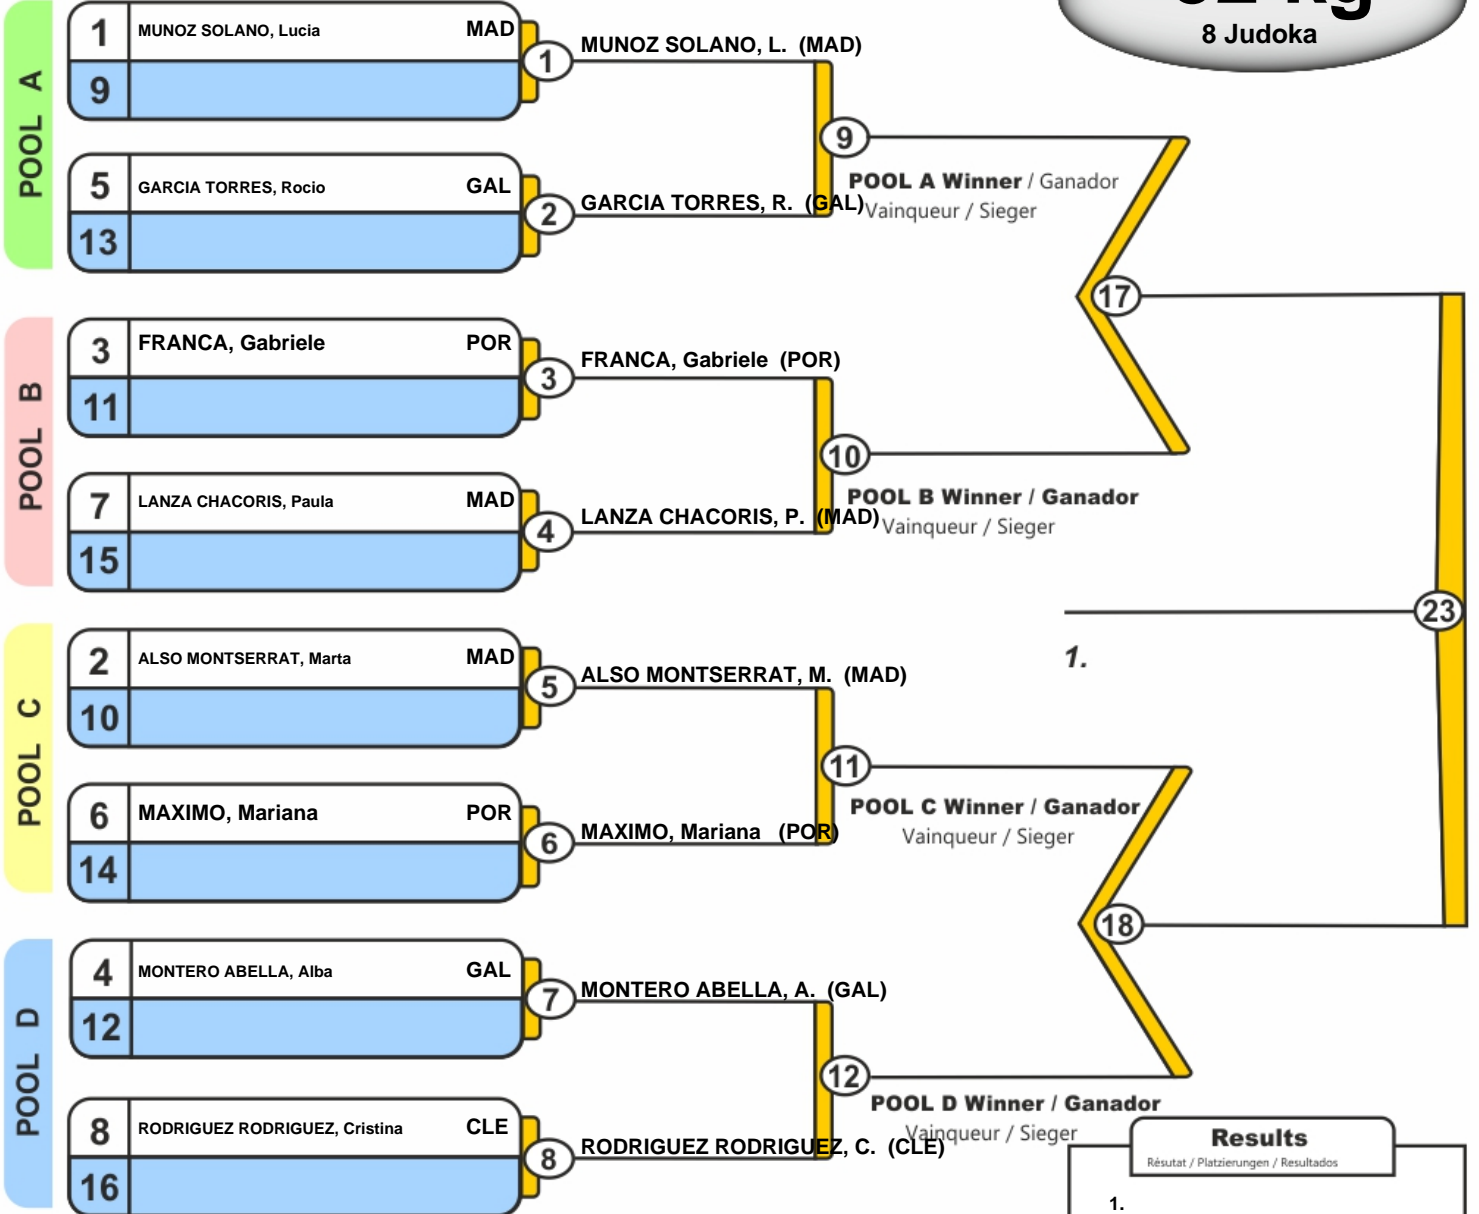 8 Judoka
POOL A
1 MUNOZ SOLANO, Lucia MAD
9
1
MUNOZ SOLANO, L. (MAD)
5 GARCIA TORRES, Rocio GAL
13
2
GARCIA TORRES, R. (GAL)
9
POOL A Winner / Ganador
Vainqueur / Sieger
POOL B
3 FRANCA, Gabriele POR
11
3
FRANCA, Gabriele (POR)
7 LANZA CHACORIS, Paula MAD
15
4
LANZA CHACORIS, P. (MAD)
10
POOL B Winner / Ganador
Vainqueur / Sieger
17
POOL C
2 ALSO MONTSERRAT, Marta MAD
10
5
ALSO MONTSERRAT, M. (MAD)
6 MAXIMO, Mariana POR
14
6
MAXIMO, Mariana (POR)
11
POOL C Winner / Ganador
Vainqueur / Sieger
POOL D
4 MONTERO ABELLA, Alba GAL
12
7
MONTERO ABELLA, A. (GAL)
8 RODRIGUEZ RODRIGUEZ, Cristina CLE
16
8
RODRIGUEZ RODRIGUEZ, C. (CLE)
12
POOL D Winner / Ganador
Vainqueur / Sieger
18
23
1.
Results
Résutat / Platzierungen / Resultados
1.